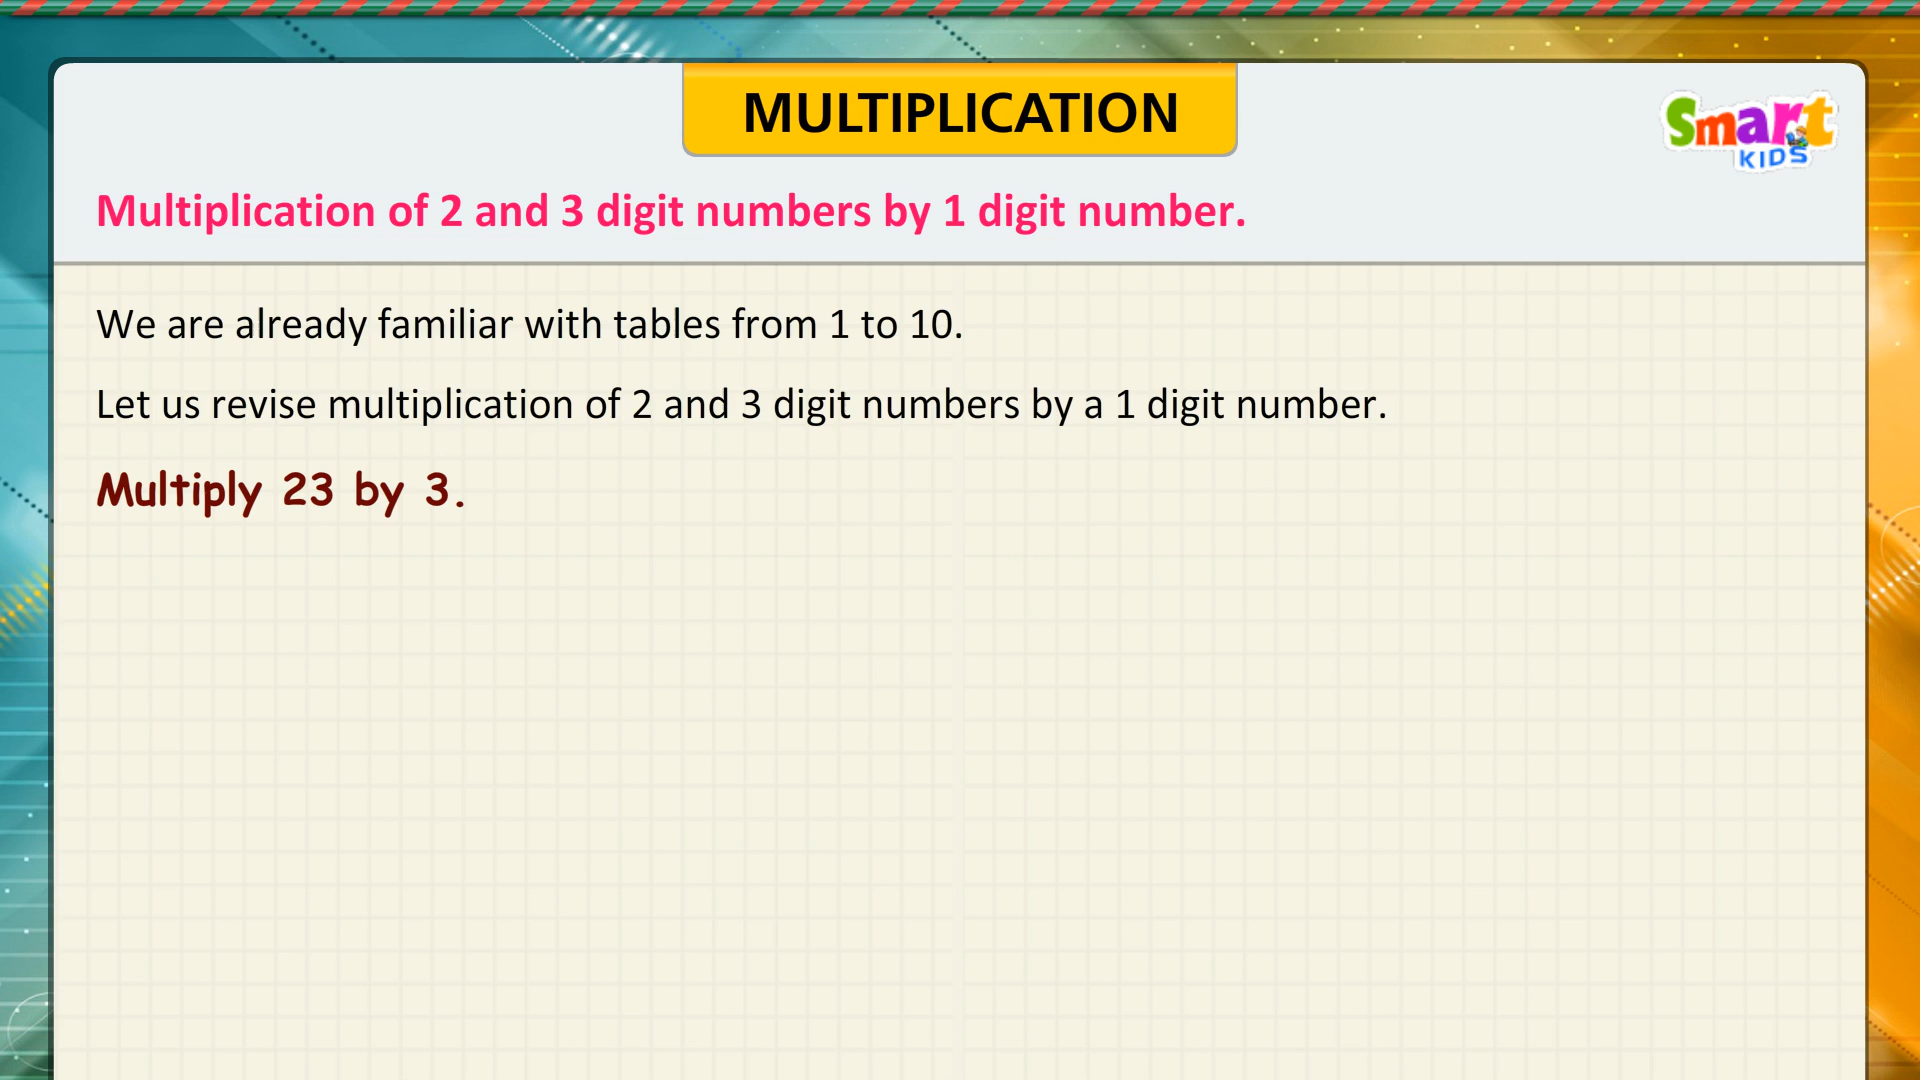 MULTIPLICATION
Smart
KIDS
Multiplication of 2 and 3 digit numbers by 1 digit number.
We are already familiar with tables from 1 to 10.
Let us revise multiplication of 2 and 3 digit numbers by a 1 digit number.
Multiply 23 by 3.